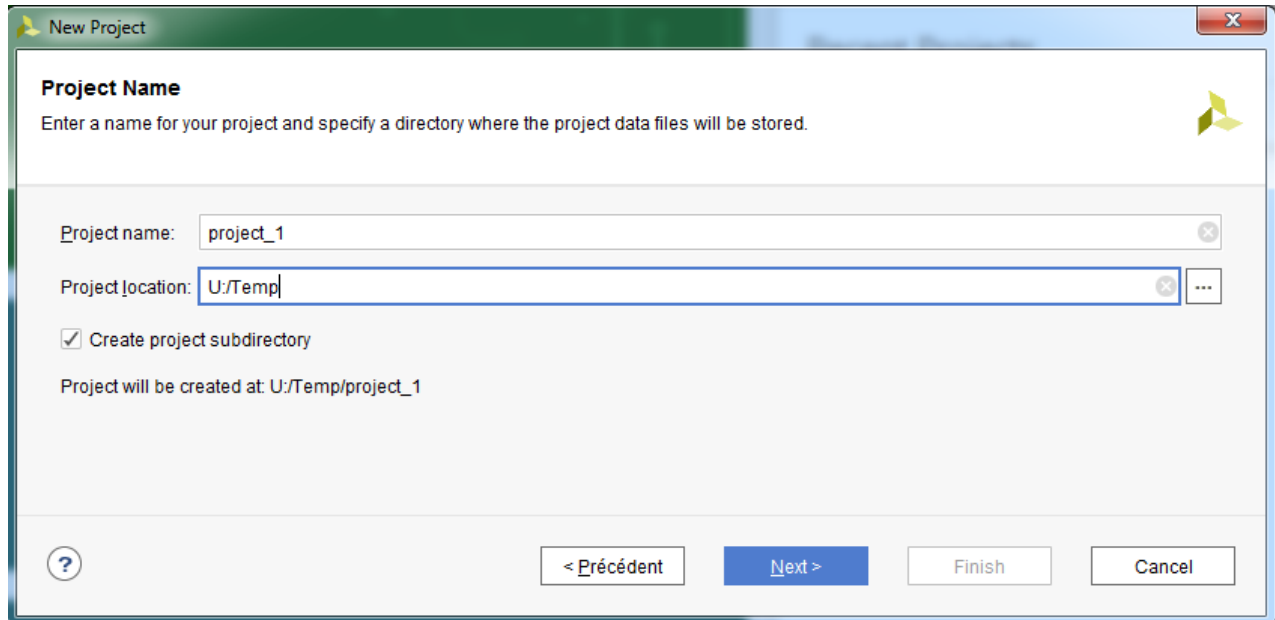 New Project
Project Name
Enter a name for your project and specify a directory where the project data files will be stored.
Project name: project_1
Project location: U:/Temp ...
Create project subdirectory
Project will be created at: U:/Temp/project_1
? < Précédent Next > Finish Cancel